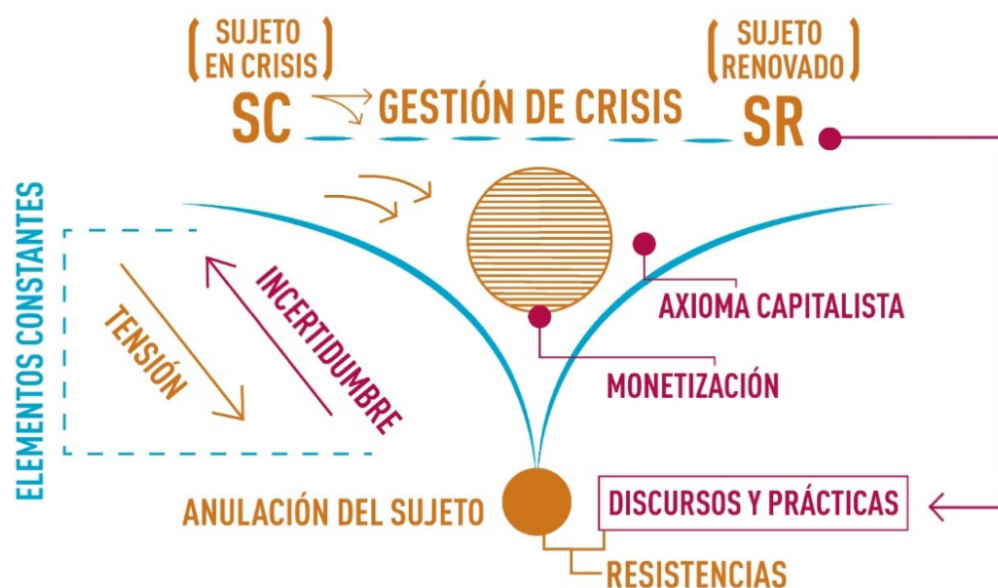 SUJETO
EN CRISIS
SC
GESTIÓN DE CRISIS
SUJETO
RENOVADO
SR
ELEMENTOS CONSTANTES
TENSIÓN
INCERTIDUMBRE
AXIOMA CAPITALISTA
MONETIZACIÓN
ANULACIÓN DEL SUJETO
DISCURSOS Y PRÁCTICAS
RESISTENCIAS